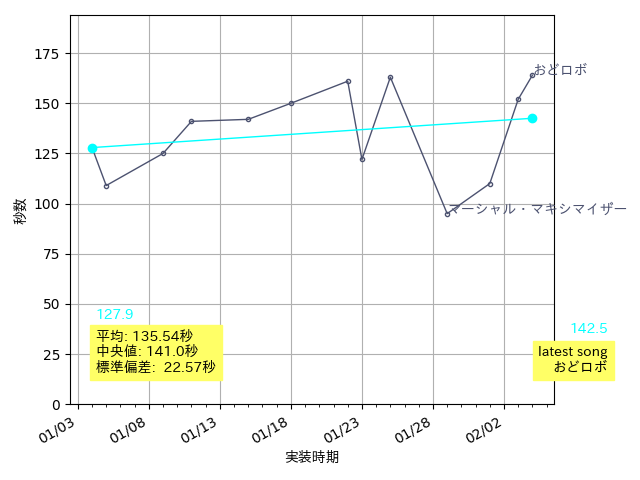 175
150
125
100
75
50
25
0
秒数
おどロボ
マーシャル・マキシマイザー
127.9
平均: 135.54秒
中央値: 141.0秒
標準偏差:  22.57秒
142.5
latest song
おどロボ
01/03
01/08
01/13
01/18
01/23
01/28
02/02
実装時期